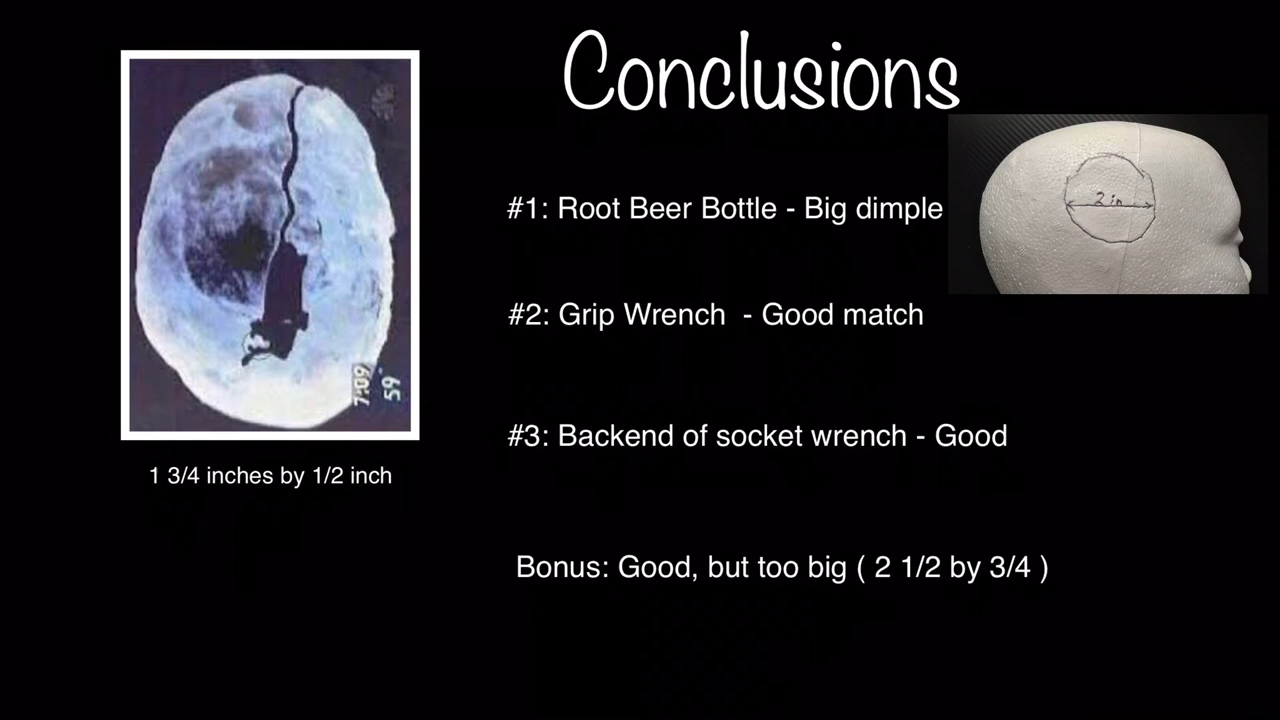 Conclusions
#1: Root Beer Bottle - Big dimple
2 in
#2: Grip Wrench - Good match
#3: Backend of socket wrench - Good
7:09
59
1 3/4 inches by 1/2 inch
Bonus: Good, but too big ( 2 1/2 by 3/4 )